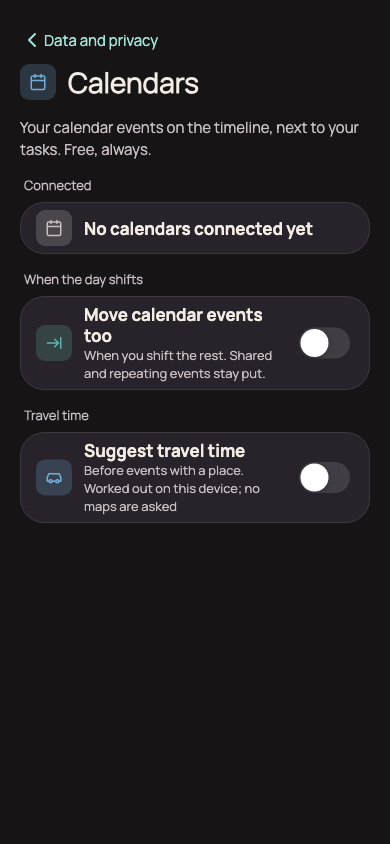 Data and privacy
Calendars
Your calendar events on the timeline, next to your
tasks. Free, always.
Connected
No calendars connected yet
When the day shifts
Move calendar events
too
When you shift the rest. Shared
and repeating events stay put.
Travel time
Suggest travel time
Before events with a place.
Worked out on this device; no
maps are asked